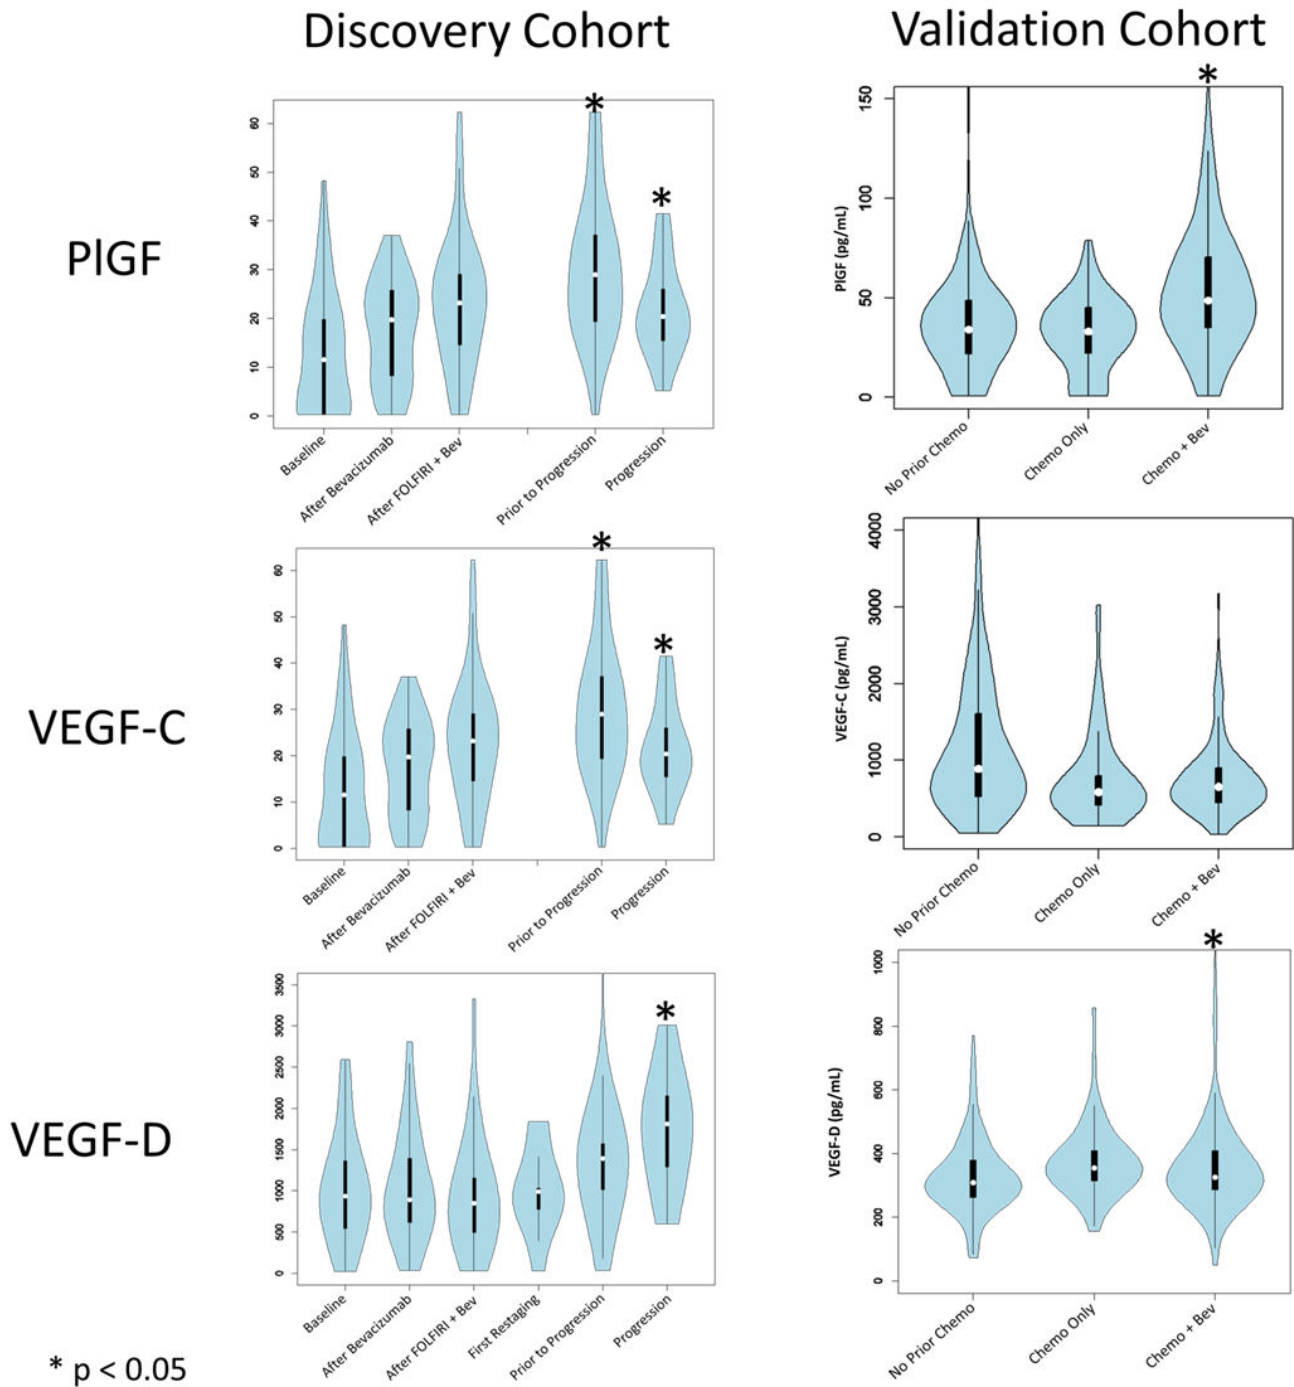 Discovery Cohort
Validation Cohort
PlGF
60
50
40
30
20
10
0
Baseline
After Bevacizumab
After FOLFIRI + Bev
Prior to Progression
Progression
*
*
PlGF (pg/mL)
150
100
50
0
No Prior Chemo
Chemo Only
Chemo + Bev
*
VEGF-C
60
50
40
30
20
10
0
Baseline
After Bevacizumab
After FOLFIRI + Bev
Prior to Progression
Progression
*
*
VEGF-C (pg/mL)
4000
3000
2000
1000
0
No Prior Chemo
Chemo Only
Chemo + Bev
VEGF-D
3500
3000
2500
2000
1500
1000
500
0
Baseline
After Bevacizumab
After FOLFIRI + Bev
First Restaging
Prior to Progression
Progression
*
VEGF-D (pg/mL)
1000
800
600
400
200
0
No Prior Chemo
Chemo Only
Chemo + Bev
*
* p < 0.05